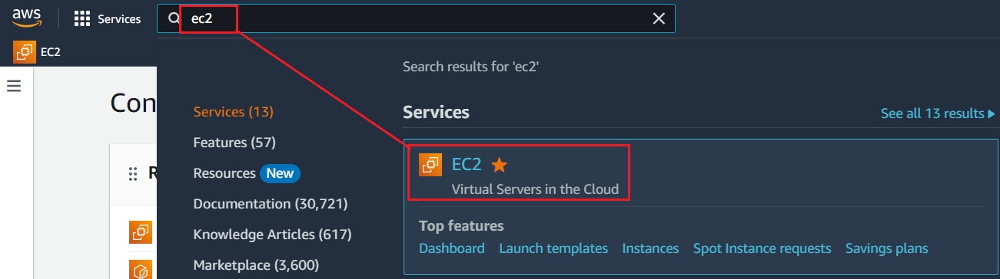 aws
Services
ec2
EC2
Con
Search results for 'ec2'
Services (13)
Features (57)
Resources New
Documentation (30,721)
Knowledge Articles (617)
Marketplace (3,600)
Services
See all 13 results
EC2
Virtual Servers in the Cloud
Top features
Dashboard Launch templates Instances Spot Instance requests Savings plans